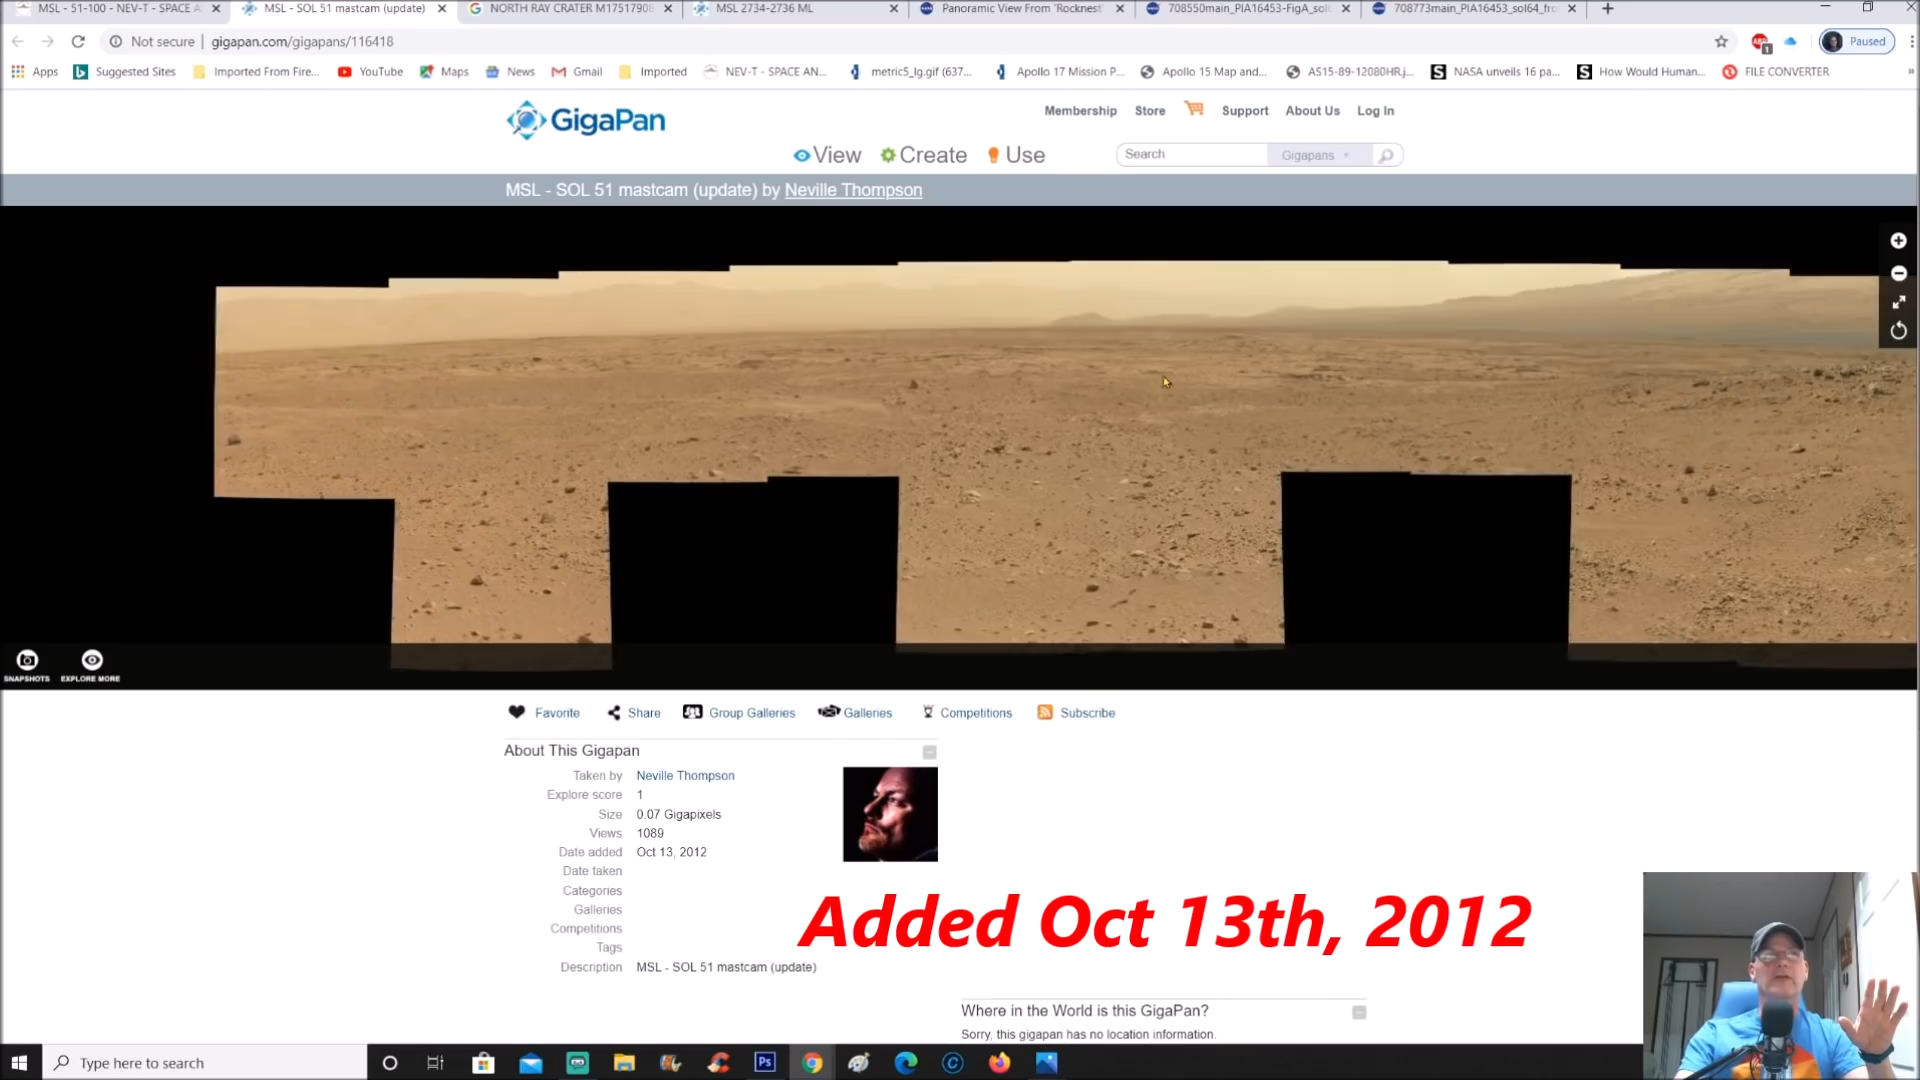 MSL - 51-100 - NEV-T - SPACE A
MSL - SOL 51 mastcam (update)
NORTH RAY CRATER M17517908
MSL 2734-2736 ML
Panoramic View From 'Rocknest'
708550main_PIA16453-FigA_sol
708773main_PIA16453_sol64_fro
Not secure | gigapan.com/gigapans/116418
Paused
Apps
Suggested Sites
Imported From Fire...
YouTube
Maps
News
Gmail
Imported
NEV-T - SPACE AN...
metric5_lg.gif (637...
Apollo 17 Mission P...
Apollo 15 Map and...
AS15-89-12080HR.j...
NASA unveils 16 pa...
How Would Human...
FILE CONVERTER
GigaPan
Membership
Store
Support
About Us
Log In
View
Create
Use
Search
Gigapans
MSL - SOL 51 mastcam (update) by Neville Thompson
SNAPSHOTS
EXPLORE MORE
Favorite
Share
Group Galleries
Galleries
Competitions
Subscribe
About This Gigapan
Taken by Neville Thompson
Explore score 1
Size 0.07 Gigapixels
Views 1089
Date added Oct 13, 2012
Date taken
Categories
Galleries
Competitions
Tags
Description MSL - SOL 51 mastcam (update)
Added Oct 13th, 2012
Where in the World is this GigaPan?
Sorry, this gigapan has no location information.
Type here to search
Ps